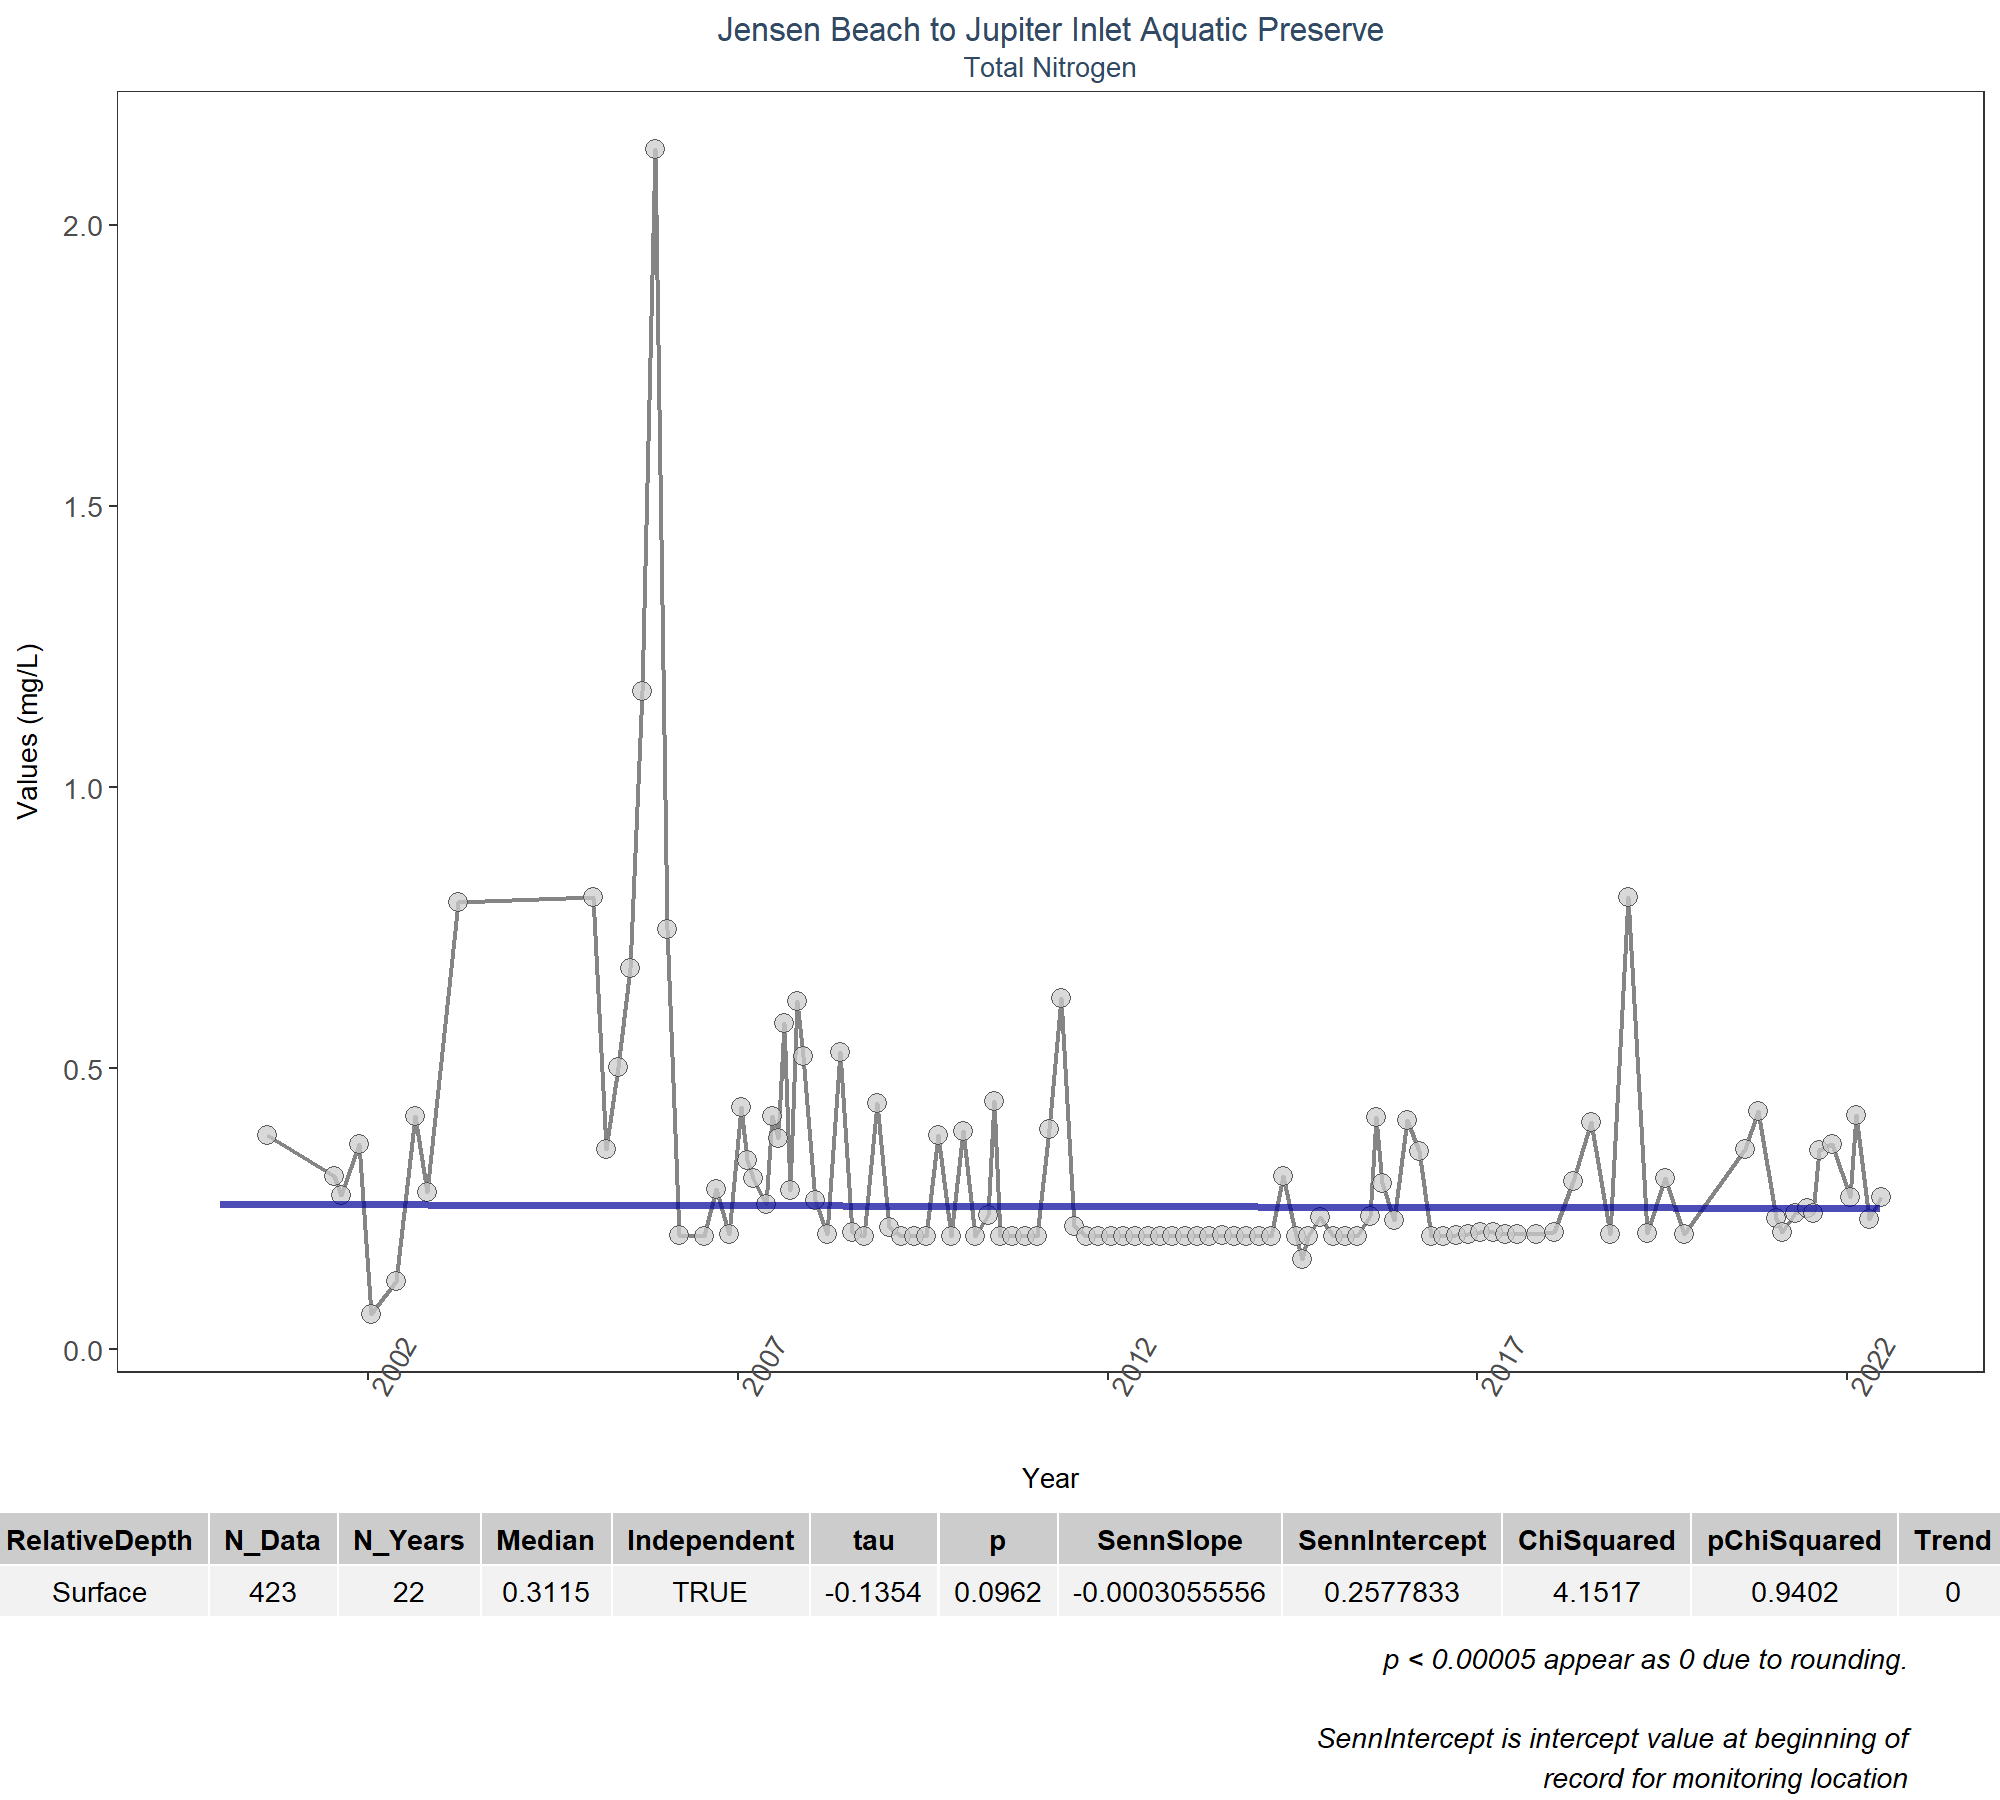 Jensen Beach to Jupiter Inlet Aquatic Preserve
Total Nitrogen
Values (mg/L)
2.0
1.5
1.0
0.5
0.0
2002 2007 2012 2017 2022
Year
RelativeDepth N_Data N_Years Median Independent tau p SennSlope SennIntercept ChiSquared pChiSquared Trend
Surface 423 22 0.3115 TRUE -0.1354 0.0962 -0.0003055556 0.2577833 4.1517 0.9402 0
p < 0.00005 appear as 0 due to rounding.
SennIntercept is intercept value at beginning of
record for monitoring location